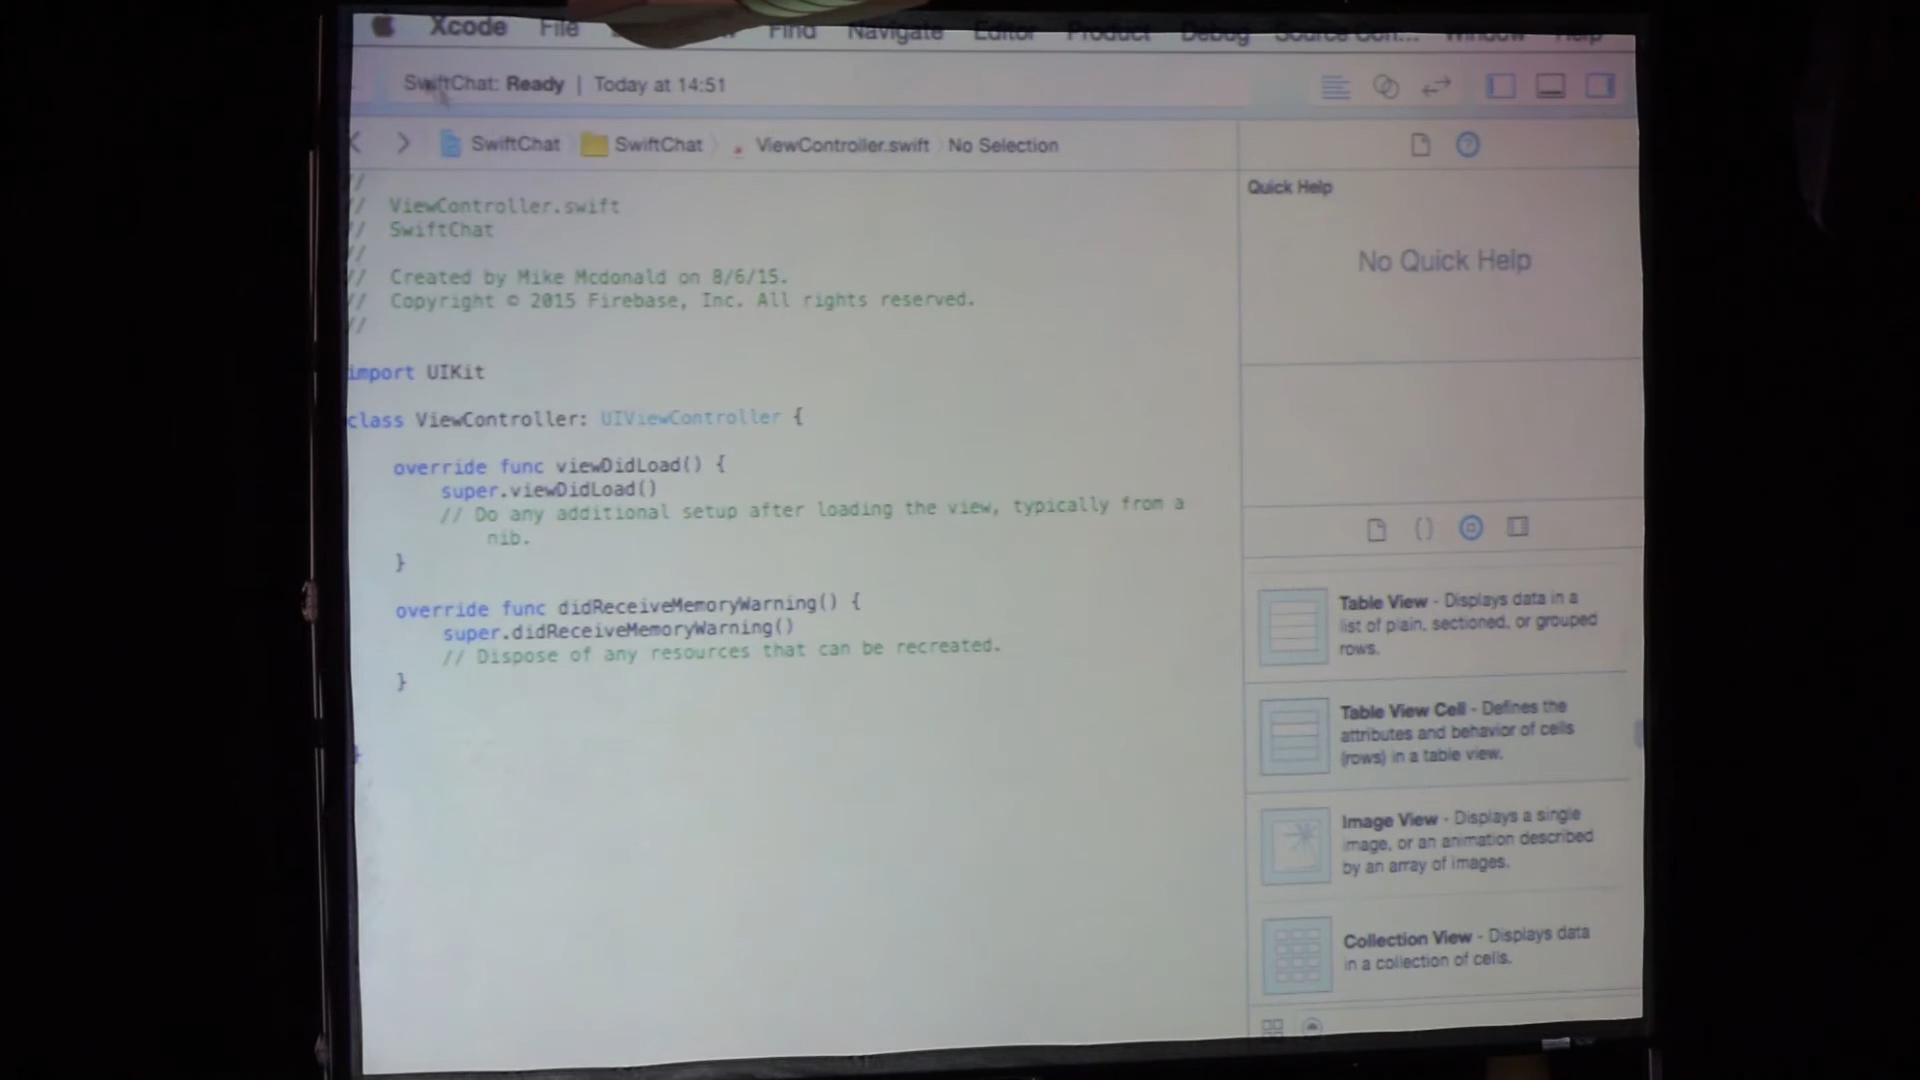 Xcode File Find Navigate Editor Product Debug Source Con... Window Help
SwiftChat: Ready | Today at 14:51
SwiftChat SwiftChat ViewController.swift No Selection
//
// ViewController.swift
// SwiftChat
//
// Created by Mike Mcdonald on 8/6/15.
// Copyright © 2015 Firebase, Inc. All rights reserved.
//
import UIKit
class ViewController: UIViewController {
override func viewDidLoad() {
super.viewDidLoad()
// Do any additional setup after loading the view, typically from a
nib.
}
override func didReceiveMemoryWarning() {
super.didReceiveMemoryWarning()
// Dispose of any resources that can be recreated.
}
}
Quick Help
No Quick Help
{}
Table View - Displays data in a
list of plain, sectioned, or grouped
rows.
Table View Cell - Defines the
attributes and behavior of cells
(rows) in a table view.
Image View - Displays a single
image, or an animation described
by an array of images.
Collection View - Displays data
in a collection of cells.